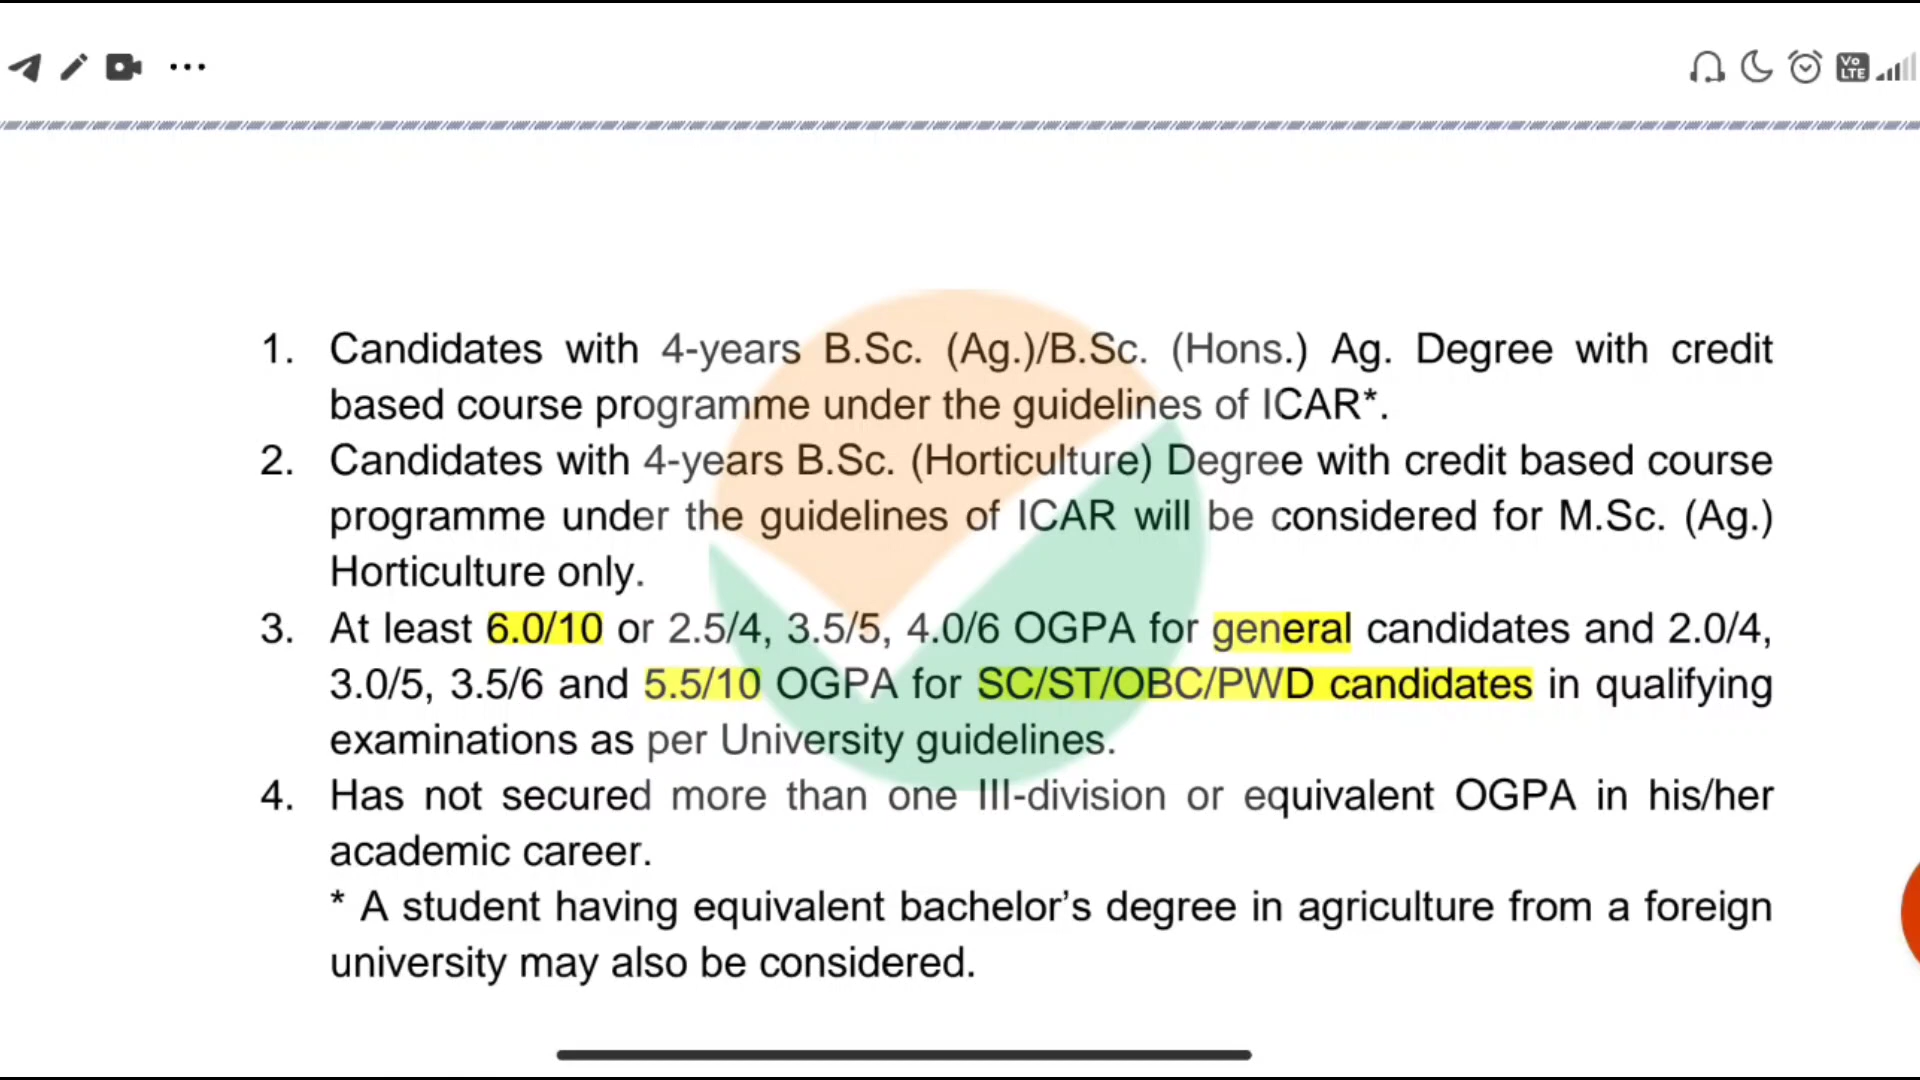 Vo
LTE
1. Candidates with 4-years B.Sc. (Ag.)/B.Sc. (Hons.) Ag. Degree with credit
based course programme under the guidelines of ICAR*.
2. Candidates with 4-years B.Sc. (Horticulture) Degree with credit based course
programme under the guidelines of ICAR will be considered for M.Sc. (Ag.)
Horticulture only.
3. At least 6.0/10 or 2.5/4, 3.5/5, 4.0/6 OGPA for general candidates and 2.0/4,
3.0/5, 3.5/6 and 5.5/10 OGPA for SC/ST/OBC/PWD candidates in qualifying
examinations as per University guidelines.
4. Has not secured more than one III-division or equivalent OGPA in his/her
academic career.
* A student having equivalent bachelor’s degree in agriculture from a foreign
university may also be considered.